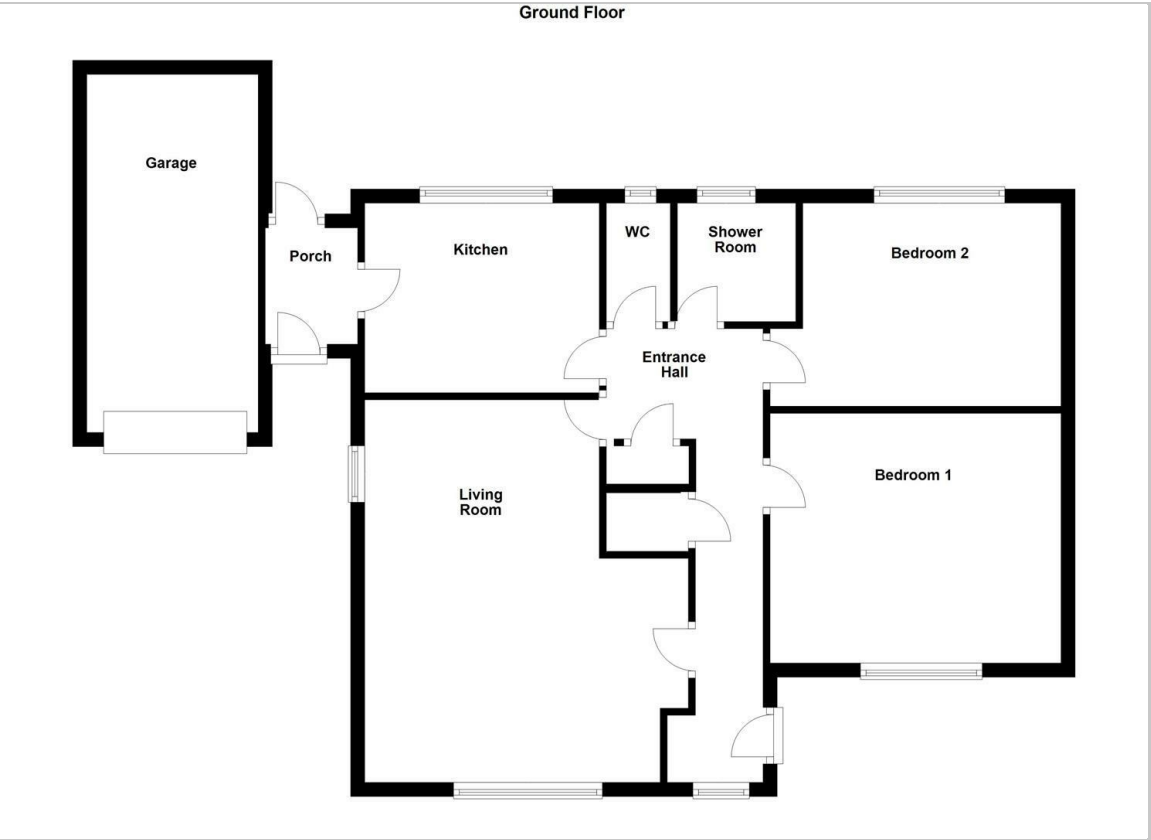 Ground Floor
Garage
Porch
Kitchen
WC
Shower
Room
Bedroom 2
Entrance
Hall
Living
Room
Bedroom 1